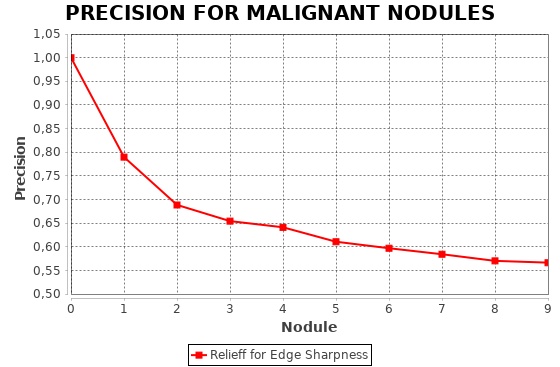 PRECISION FOR MALIGNANT NODULES
1,05
1,00
0,95
0,90
0,85
0,80
0,75
0,70
0,65
0,60
0,55
0,50
Precision
0 1 2 3 4 5 6 7 8 9
Nodule
Relieff for Edge Sharpness